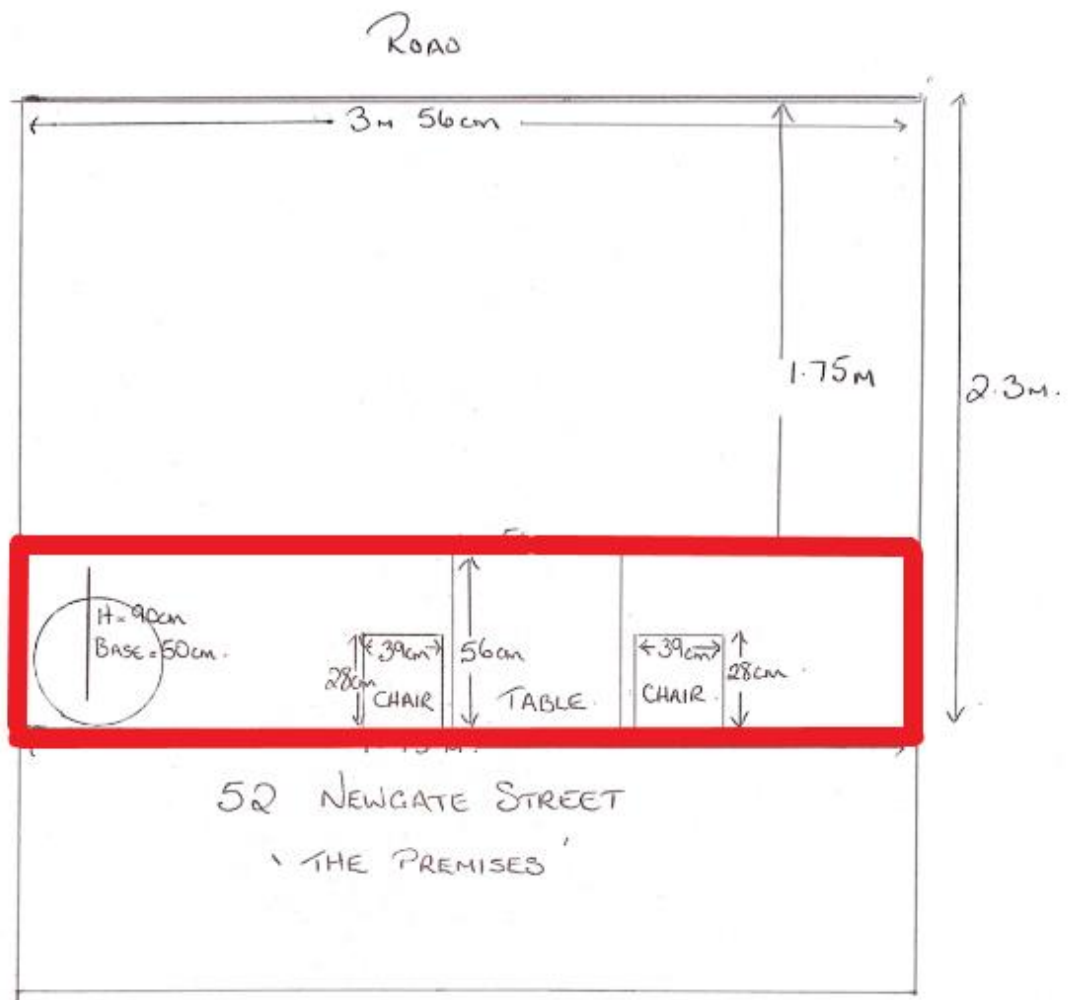 ROAD
3M 56cm
1.75M
2.3M.
H=90cm
BASE=50cm.
28cm
39cm
CHAIR
56cm
TABLE.
39cm
CHAIR.
28cm.
52 NEWGATE STREET
' THE PREMISES '